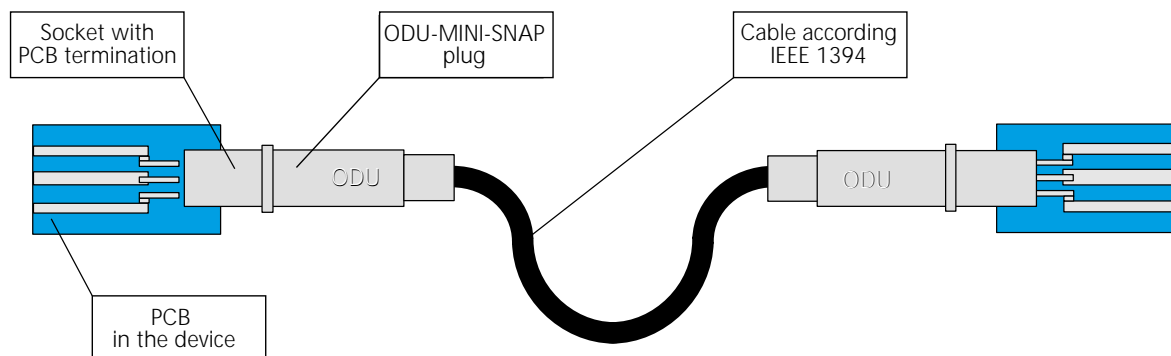 Socket with
PCB termination
ODU-MINI-SNAP
plug
Cable according
IEEE 1394
ODU
ODU
PCB
in the device